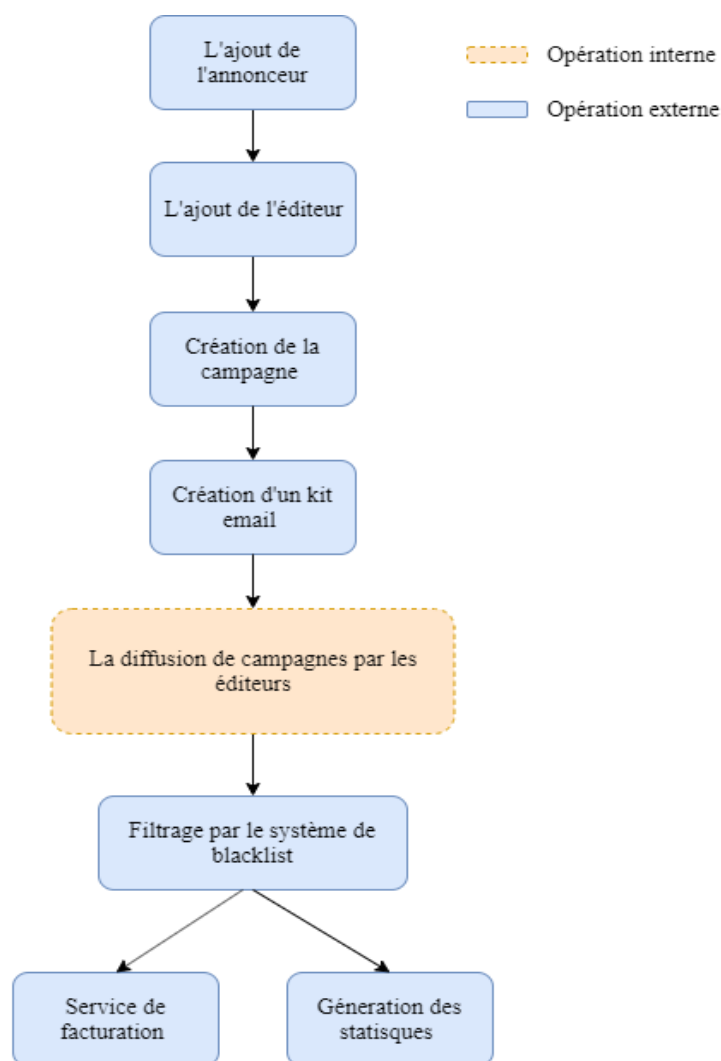 L'ajout de
l'annonceur
Opération interne
Opération externe
L'ajout de l'éditeur
Création de la
campagne
Création d'un kit
email
La diffusion de campagnes par les
éditeurs
Filtrage par le système de
blacklist
Service de
facturation
Géneration des
statisques